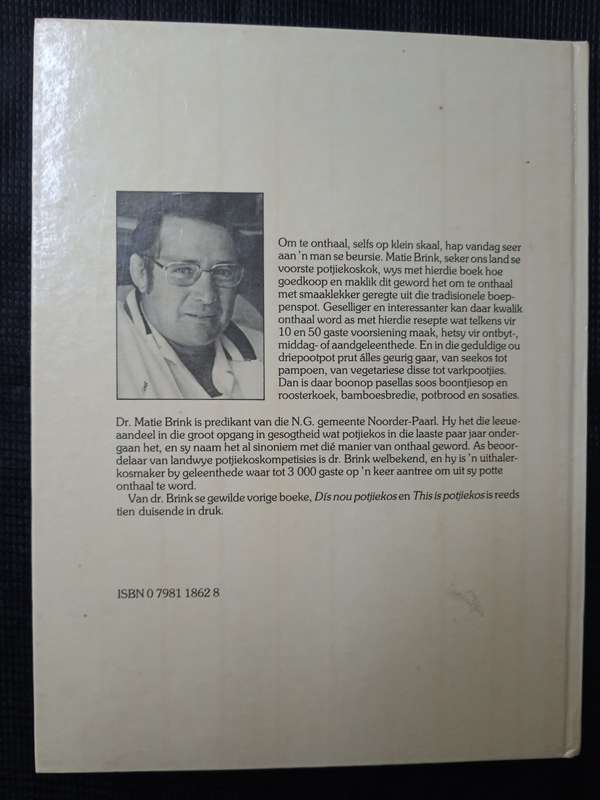 Om te onthaal, selfs op klein skaal, hap vandag seer
aan 'n man se beursie. Matie Brink, seker ons land se
voorste potjiekoskok, wys met hierdie boek hoe
goedkoop en maklik dit geword het om te onthaal
met smaaklekker geregte uit die tradisionele boep-
penspot. Geselliger en interessanter kan daar kwalik
onthaal word as met hierdie resepte wat telkens vir
10 en 50 gaste voorsiening maak, hetsy vir ontbyt-,
middag- of aandgeleenthede. En in die geduldige ou
driepootpot prut álles geurig gaar, van seekos tot
pampoen, van vegetariese disse tot varkpootjies.
Dan is daar boonop pasellas soos boontjiesop en
roosterkoek, bamboesbredie, potbrood en sosaties.
Dr. Matie Brink is predikant van die N.G. gemeente Noorder-Paarl. Hy het die leeue-
aandeel in die groot opgang in gesogtheid wat potjiekos in die laaste paar jaar onder-
gaan het, en sy naam het al sinoniem met dié manier van onthaal geword. As beoor-
delaar van landwye potjiekoskompetisies is dr. Brink welbekend, en hy is 'n uithaler-
kosmaker by geleenthede waar tot 3 000 gaste op 'n keer aantree om uit sy potte
onthaal te word.
Van dr. Brink se gewilde vorige boeke, Dís nou potjiekos en This is potjiekos is reeds
tien duisende in druk.
ISBN 0 7981 1862 8